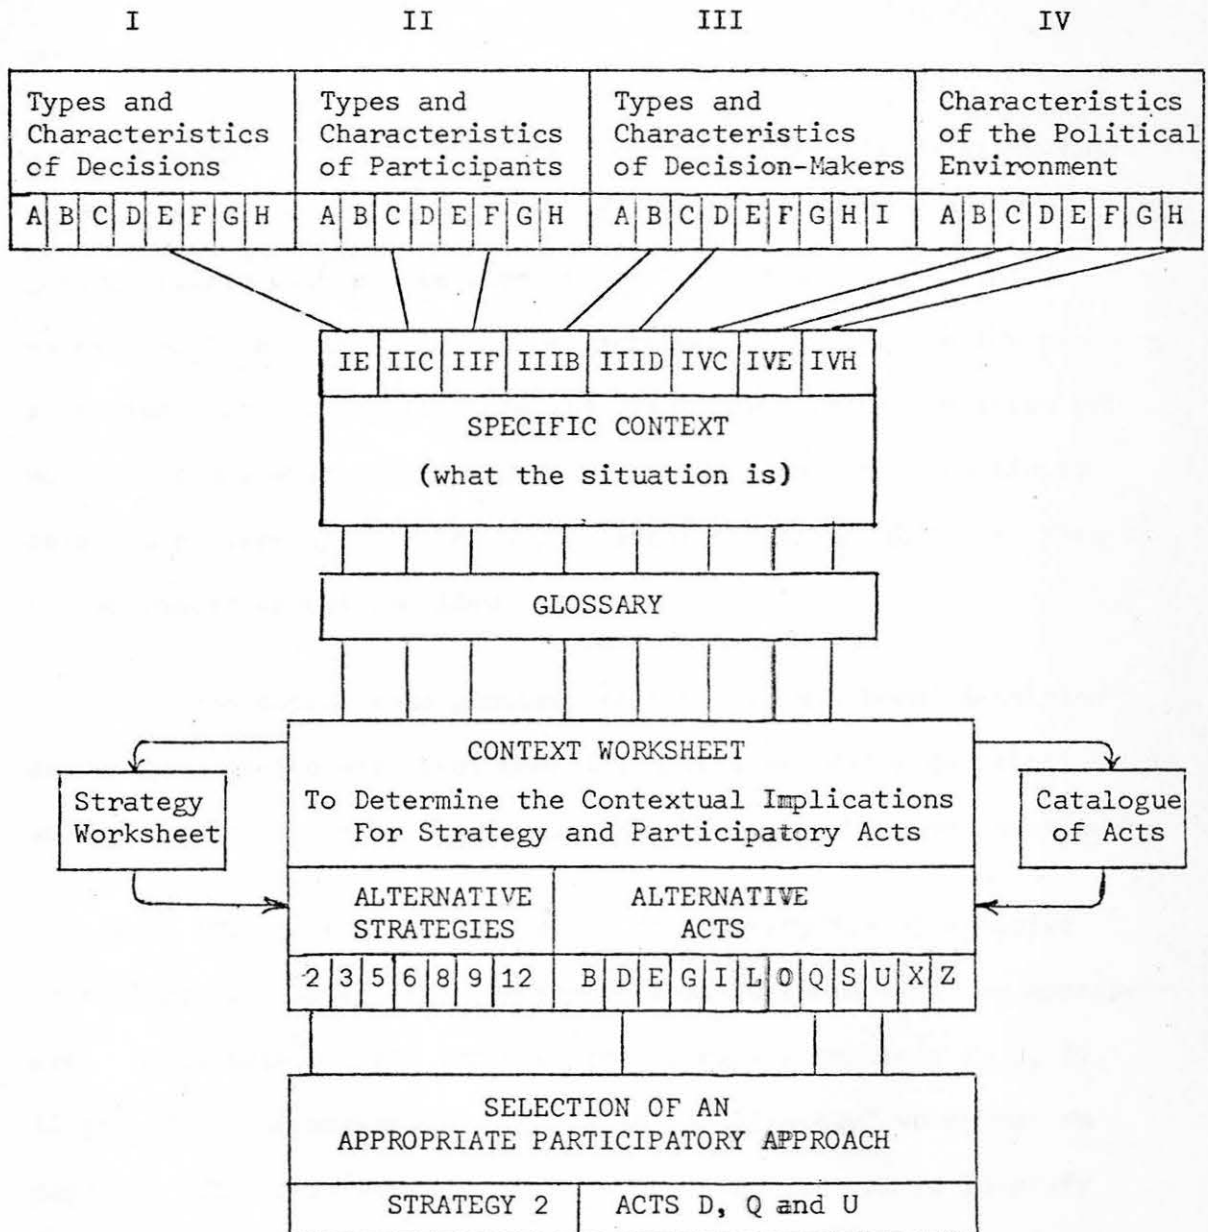 I II III IV
Types and
Characteristics
of Decisions
Types and
Characteristics
of Participants
Types and
Characteristics
of Decision-Makers
Characteristics
of the Political
Environment
A B C D E F G H
A B C D E F G H
A B C D E F G H I
A B C D E F G H
IE IIC IIF IIIB IIID IVC IVE IVH
SPECIFIC CONTEXT
(what the situation is)
GLOSSARY
CONTEXT WORKSHEET
To Determine the Contextual Implications
For Strategy and Participatory Acts
Strategy
Worksheet
Catalogue
of Acts
ALTERNATIVE
STRATEGIES
ALTERNATIVE
ACTS
2 3 5 6 8 9 12
B D E G I L O Q S U X Z
SELECTION OF AN
APPROPRIATE PARTICIPATORY APPROACH
STRATEGY 2
ACTS D, Q and U